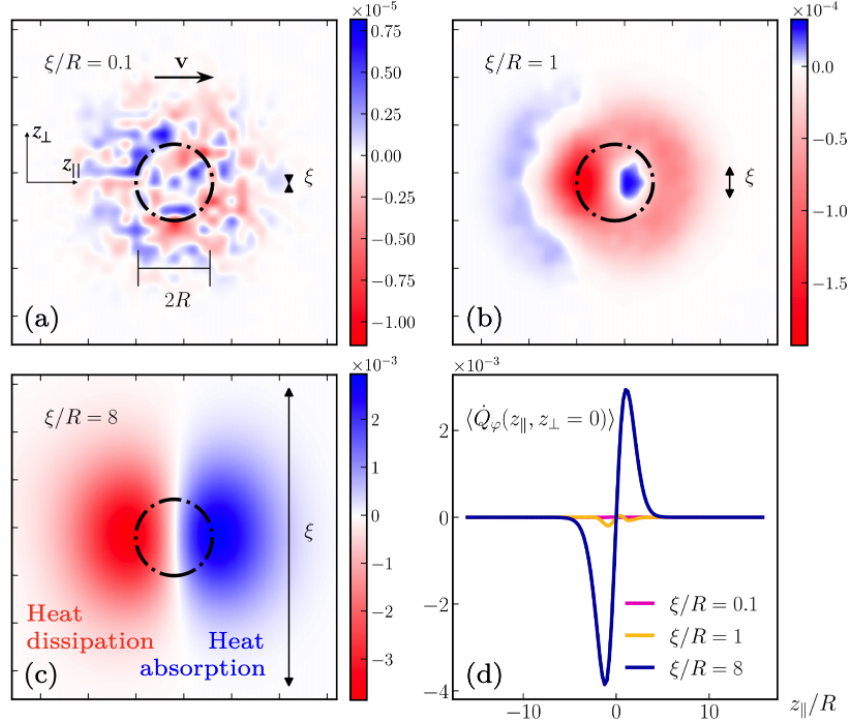 ×10⁻⁵
ξ/R = 0.1
v
z⊥
z||
ξ
2R
(a)
0.75
0.50
0.25
0.00
−0.25
−0.50
−0.75
−1.00
×10⁻⁴
ξ/R = 1
ξ
(b)
0.0
−0.5
−1.0
−1.5
×10⁻³
ξ/R = 8
ξ
Heat
dissipation
Heat
absorption
(c)
2
1
0
−1
−2
−3
×10⁻³
⟨Q̇φ(z||, z⊥ = 0)⟩
2
0
−2
−4
ξ/R = 0.1
ξ/R = 1
ξ/R = 8
(d)
−10
0
10
z||/R